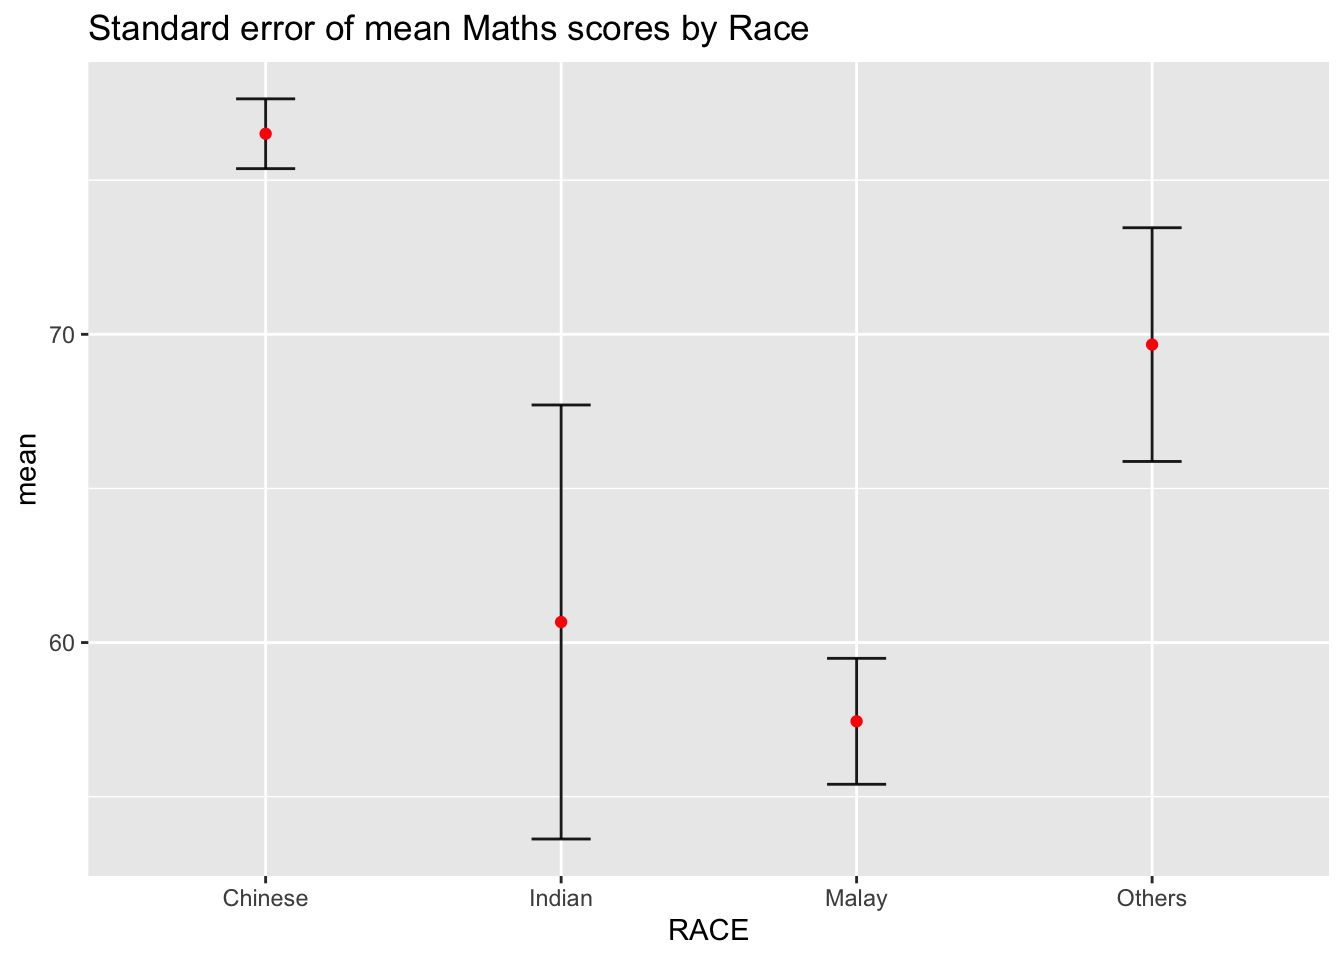 Standard error of mean Maths scores by Race
70
60
mean
Chinese Indian Malay Others
RACE